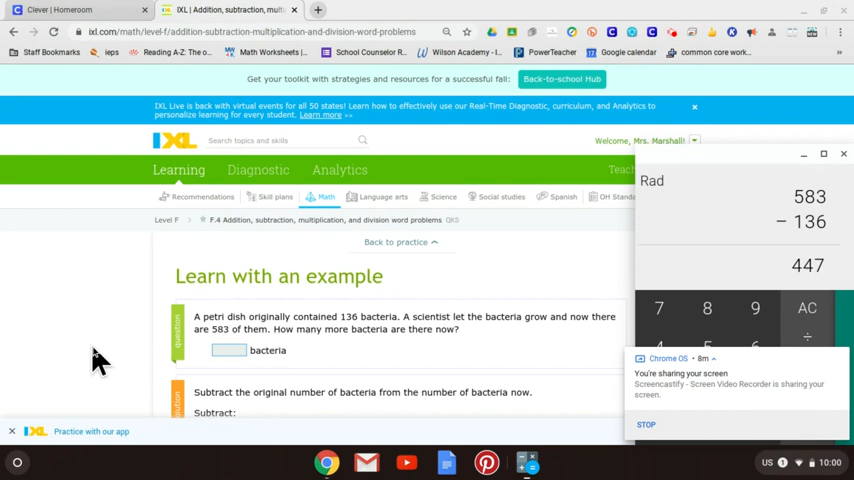 Clever | Homeroom
IXL | Addition, subtraction, mult
ixl.com/math/level-f/addition-subtraction-multiplication-and-division-word-problems
Staff Bookmarks
ieps
Reading A-Z: The o...
Math Worksheets|...
School Counselor R...
Wilson Academy – I...
PowerTeacher
Google calendar
common core work...
Get your toolkit with strategies and resources for a successful fall:
Back-to-school Hub
IXL Live is back with virtual events for all 50 states! Learn how to effectively use our Real-Time Diagnostic, curriculum, and Analytics to
personalize learning for every student. Learn more >>
IXL
Search topics and skills
Welcome, Mrs. Marshall!
Learning
Diagnostic
Analytics
Recommendations
Skill plans
Math
Language arts
Science
Social studies
Spanish
OH Standa
Level F
F.4 Addition, subtraction, multiplication, and division word problems QKS
Back to practice
Learn with an example
question
A petri dish originally contained 136 bacteria. A scientist let the bacteria grow and now there
are 583 of them. How many more bacteria are there now?
bacteria
Subtract the original number of bacteria from the number of bacteria now.
Subtract:
IXL
Practice with our app
Rad
583
− 136
447
7 8 9 AC
÷
Chrome OS • 8m
You're sharing your screen
Screencastify - Screen Video Recorder is sharing your
screen.
STOP
US
1
10:00